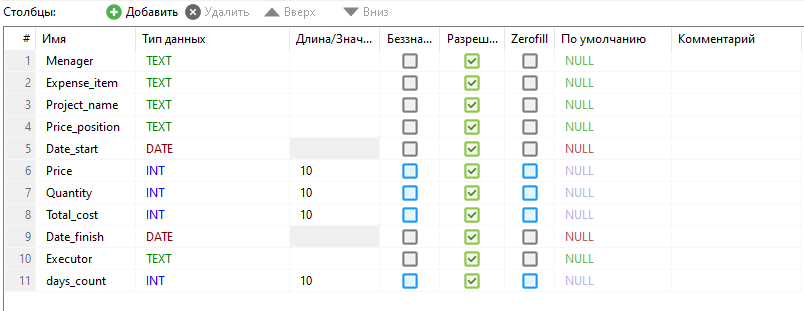 Столбцы: Добавить Удалить Вверх Вниз
# Имя Тип данных Длина/Знач... Беззна... Разреш... Zerofill По умолчанию Комментарий
1 Menager TEXT NULL
2 Expense_item TEXT NULL
3 Project_name TEXT NULL
4 Price_position TEXT NULL
5 Date_start DATE NULL
6 Price INT 10 NULL
7 Quantity INT 10 NULL
8 Total_cost INT 10 NULL
9 Date_finish DATE NULL
10 Executor TEXT NULL
11 days_count INT 10 NULL